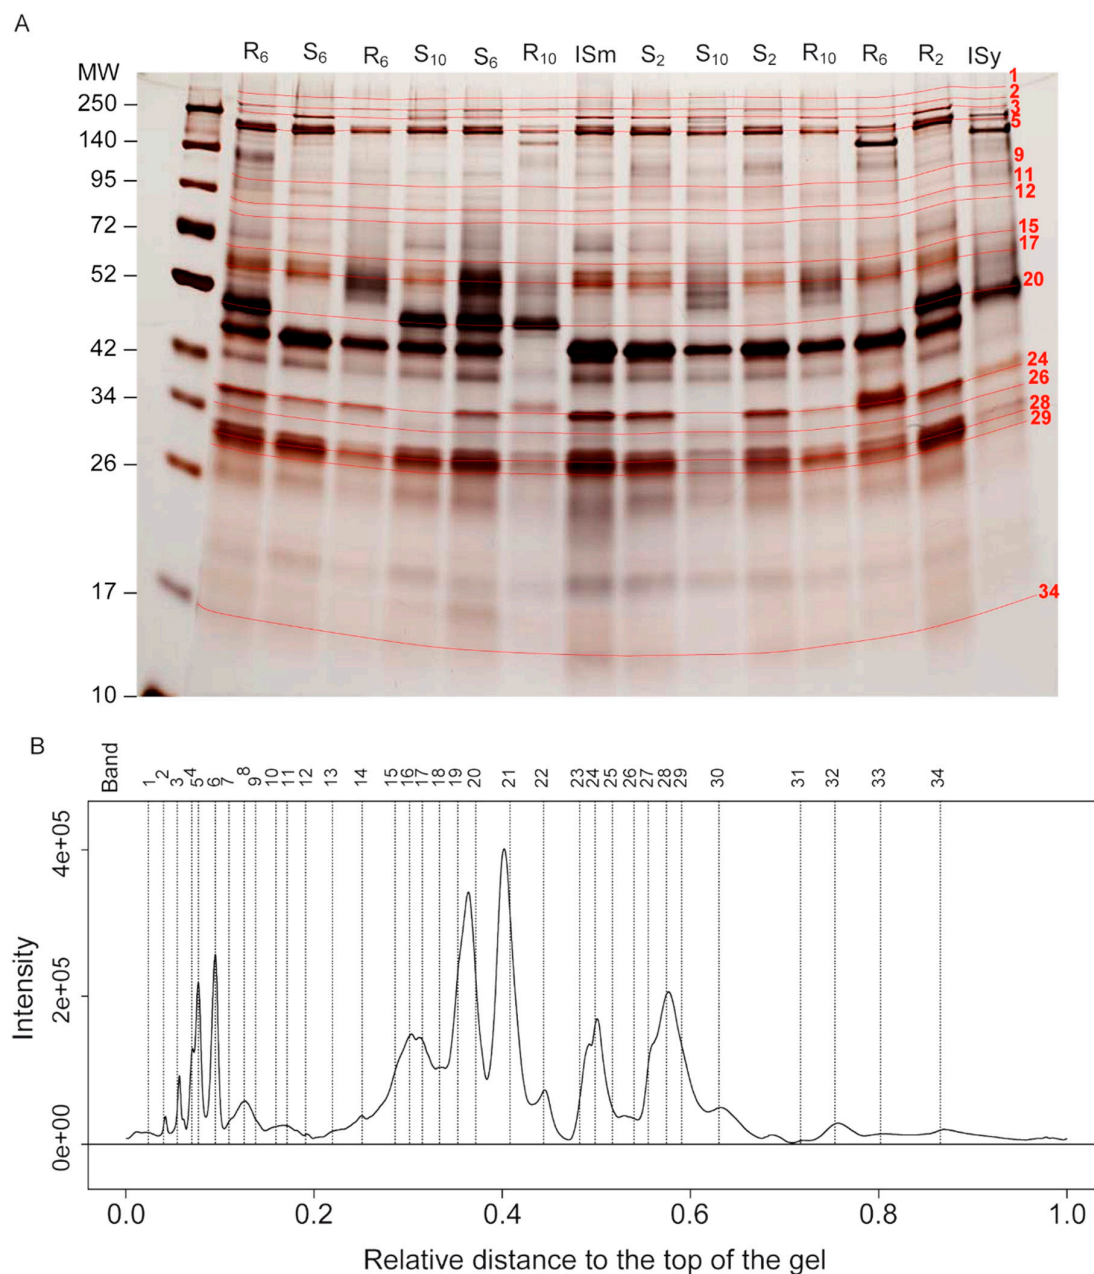 A
R₆ S₆ R₆ S₁₀ S₆ R₁₀ ISm S₂ S₁₀ S₂ R₁₀ R₆ R₂ ISy
MW
250
140
95
72
52
42
34
26
17
10
1
2
3
5
9
11
12
15
17
20
24
26
28
29
34
B
Band 1 2 3 4 5 6 7 8 9 10 11 12 13 14 15 16 17 18 19 20 21 22 23 24 25 26 27 28 29 30 31 32 33 34
4e+05
2e+05
0e+00
Intensity
0.0 0.2 0.4 0.6 0.8 1.0
Relative distance to the top of the gel